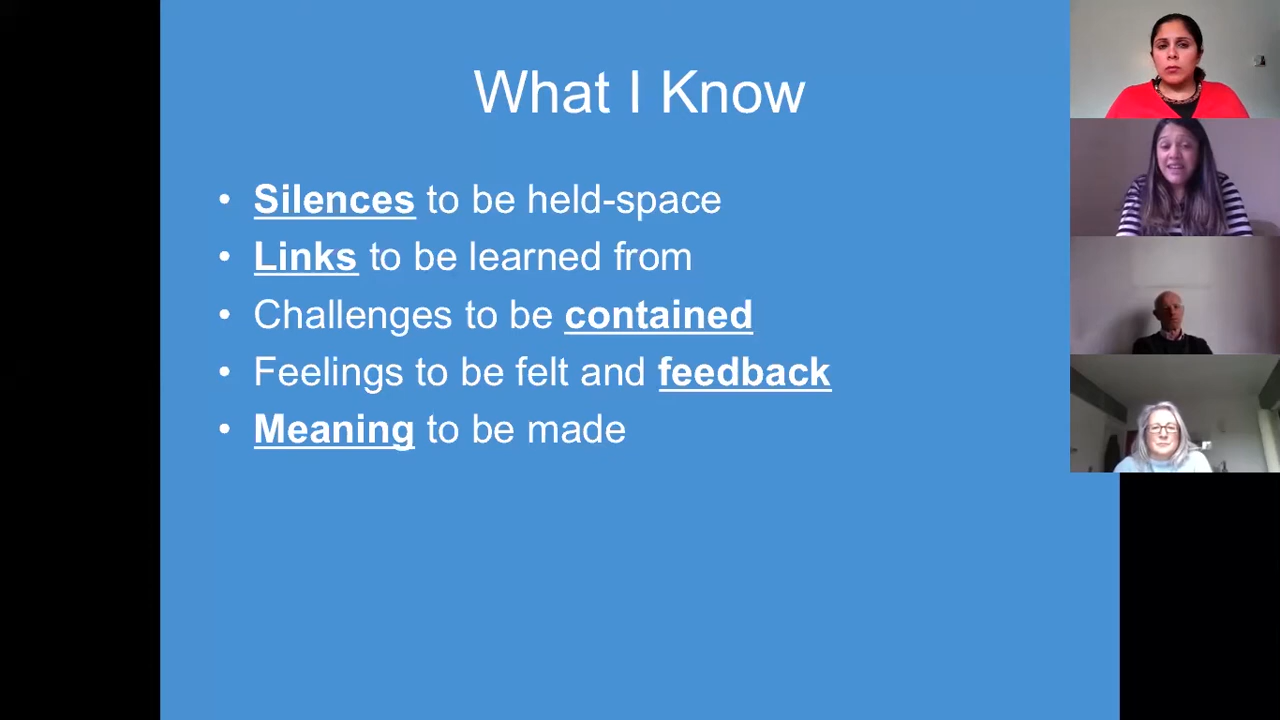 What I Know
• Silences to be held-space
• Links to be learned from
• Challenges to be contained
• Feelings to be felt and feedback
• Meaning to be made